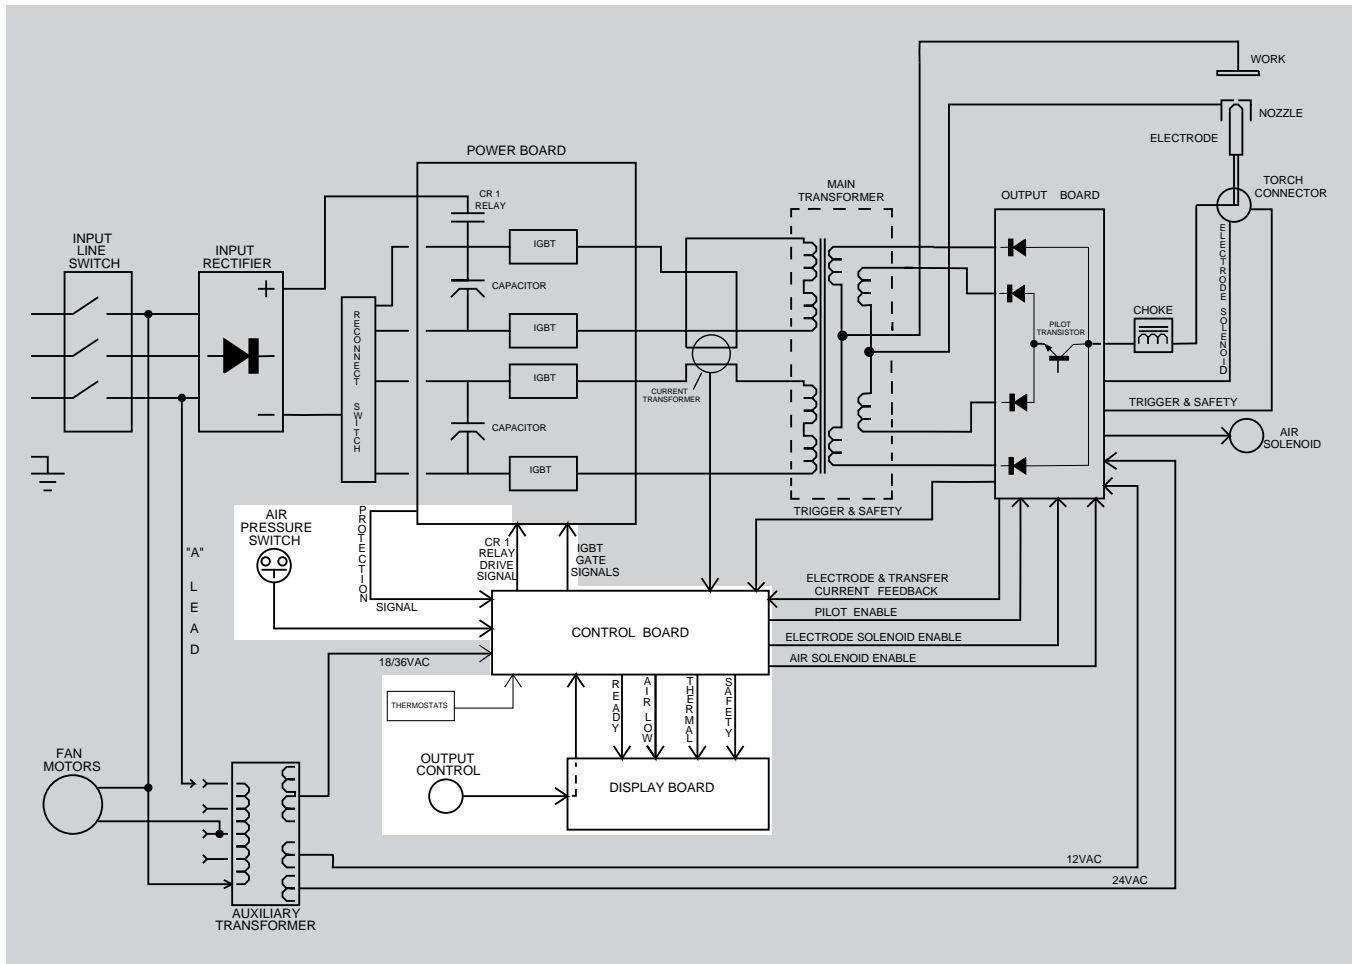 WORK
NOZZLE
ELECTRODE
POWER BOARD
TORCH
CONNECTOR
MAIN
TRANSFORMER
OUTPUT BOARD
CR 1
RELAY
INPUT
LINE
SWITCH
INPUT
RECTIFIER
+
IGBT
CAPACITOR
ELECTRODE SOLENOID
RECONNECT SWITCH
IGBT
CHOKE
PILOT
TRANSISTOR
IGBT
CURRENT
TRANSFORMER
TRIGGER & SAFETY
–
CAPACITOR
AIR
SOLENOID
IGBT
TRIGGER & SAFETY
AIR
PRESSURE
SWITCH
PROTECTION
SIGNAL
CR 1
RELAY
DRIVE
SIGNAL
IGBT
GATE
SIGNALS
"A"
LEAD
ELECTRODE & TRANSFER
CURRENT FEEDBACK
PILOT ENABLE
CONTROL BOARD
ELECTRODE SOLENOID ENABLE
AIR SOLENOID ENABLE
18/36VAC
THERMOSTATS
READY
AIR LOW
THERMAL
SAFETY
FAN
MOTORS
OUTPUT
CONTROL
DISPLAY BOARD
12VAC
24VAC
AUXILIARY
TRANSFORMER